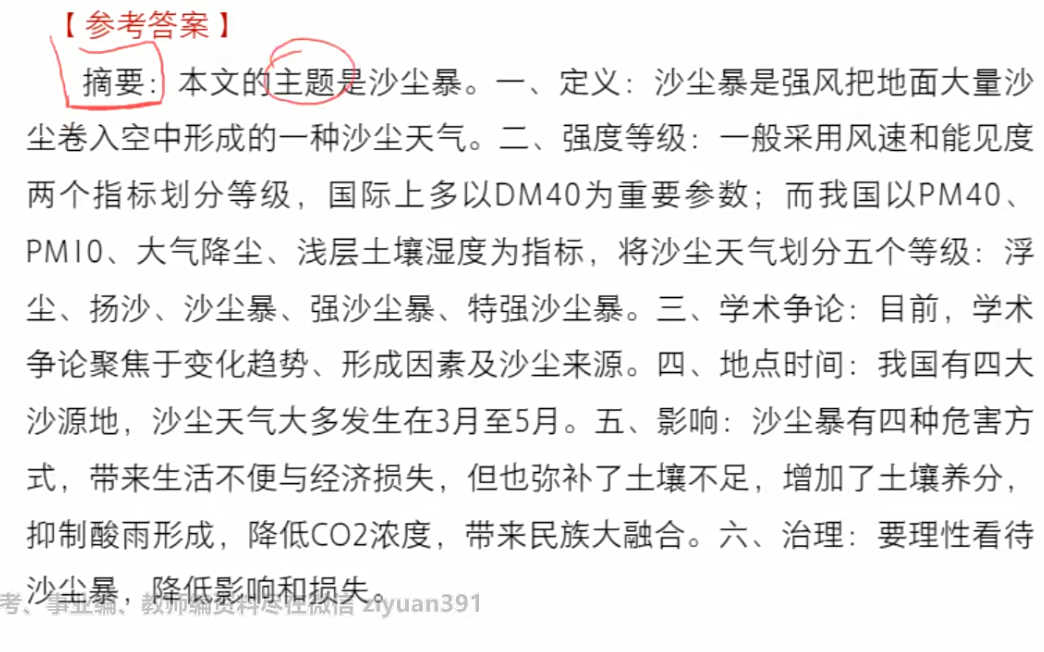 【参考答案】
摘要：本文的主题是沙尘暴。一、定义：沙尘暴是强风把地面大量沙
尘卷入空中形成的一种沙尘天气。二、强度等级：一般采用风速和能见度
两个指标划分等级，国际上多以DM40为重要参数；而我国以PM40、
PM10、大气降尘、浅层土壤湿度为指标，将沙尘天气划分五个等级：浮
尘、扬沙、沙尘暴、强沙尘暴、特强沙尘暴。三、学术争论：目前，学术
争论聚焦于变化趋势、形成因素及沙尘来源。四、地点时间：我国有四大
沙源地，沙尘天气大多发生在3月至5月。五、影响：沙尘暴有四种危害方
式，带来生活不便与经济损失，但也弥补了土壤不足，增加了土壤养分，
抑制酸雨形成，降低CO2浓度，带来民族大融合。六、治理：要理性看待
沙尘暴，降低影响和损失。
考、事业编、教师编资料尽在微信 ziyuan391